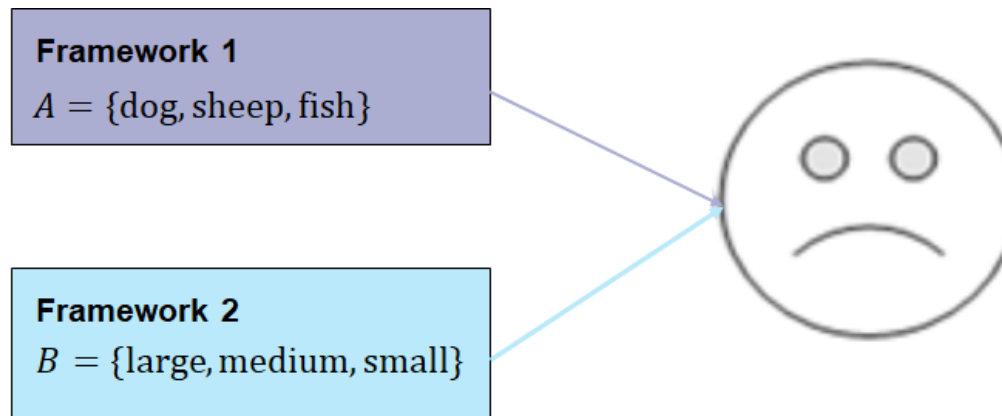 Framework 1
A = {dog, sheep, fish}
Framework 2
B = {large, medium, small}